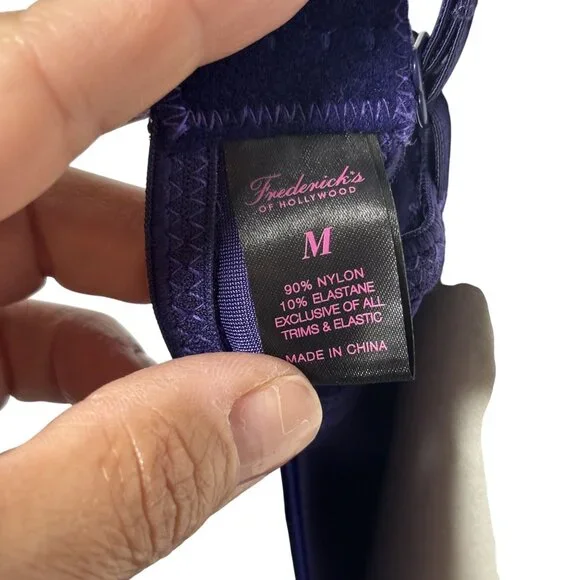 Frederick's
OF HOLLYWOOD
M
90% NYLON
10% ELASTANE
EXCLUSIVE OF ALL
TRIMS & ELASTIC
MADE IN CHINA